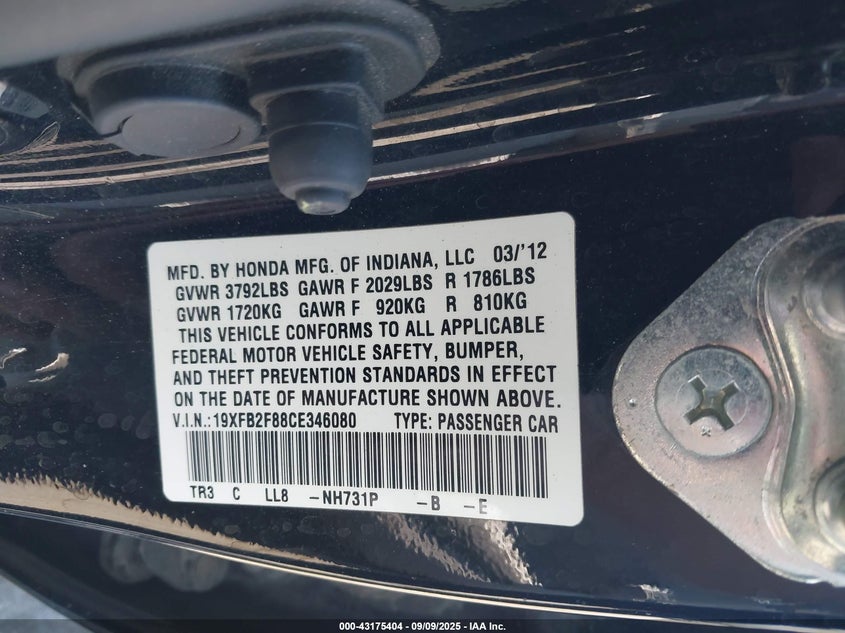 MFD. BY HONDA MFG. OF INDIANA, LLC 03/'12
GVWR 3792LBS GAWR F 2029LBS R 1786LBS
GVWR 1720KG GAWR F 920KG R 810KG
THIS VEHICLE CONFORMS TO ALL APPLICABLE
FEDERAL MOTOR VEHICLE SAFETY, BUMPER,
AND THEFT PREVENTION STANDARDS IN EFFECT
ON THE DATE OF MANUFACTURE SHOWN ABOVE.
V.I.N.:19XFB2F88CE346080 TYPE: PASSENGER CAR
TR3 C LL8 -NH731P -B -E
000-43175404 - 09/09/2025 - IAA Inc.